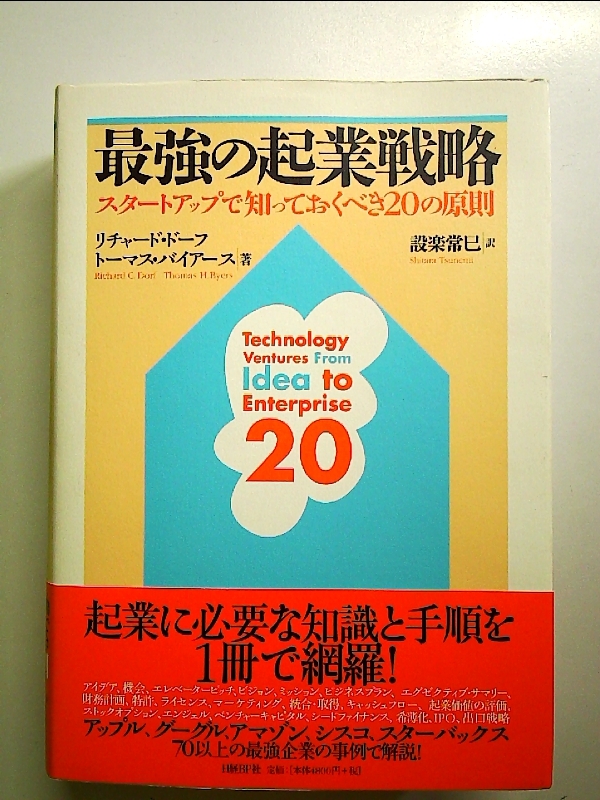 最強の起業戦略
スタートアップで知っておくべき20の原則
リチャード・ドーフ
トーマス・バイアース|著
Richard C. Dorf Thomas H. Byers
設楽常巳|訳
Shitara Tsunemi
Technology
Ventures From
Idea to
Enterprise
20
起業に必要な知識と手順を
1冊で網羅!
アイデア、機会、エレベーターピッチ、ビジョン、ミッション、ビジネスプラン、エグゼクティブ・サマリー、
財務計画、特許、ライセンス、マーケティング、統合・取得、キャッシュフロー、起業価値の評価、
ストックオプション、エンジェル、ベンチャーキャピタル、シードファイナンス、希薄化、IPO、出口戦略
アップル、グーグル、アマゾン、シスコ、スターバックス
70以上の最強企業の事例で解説!
日経BP社 定価:[本体4800円+税]